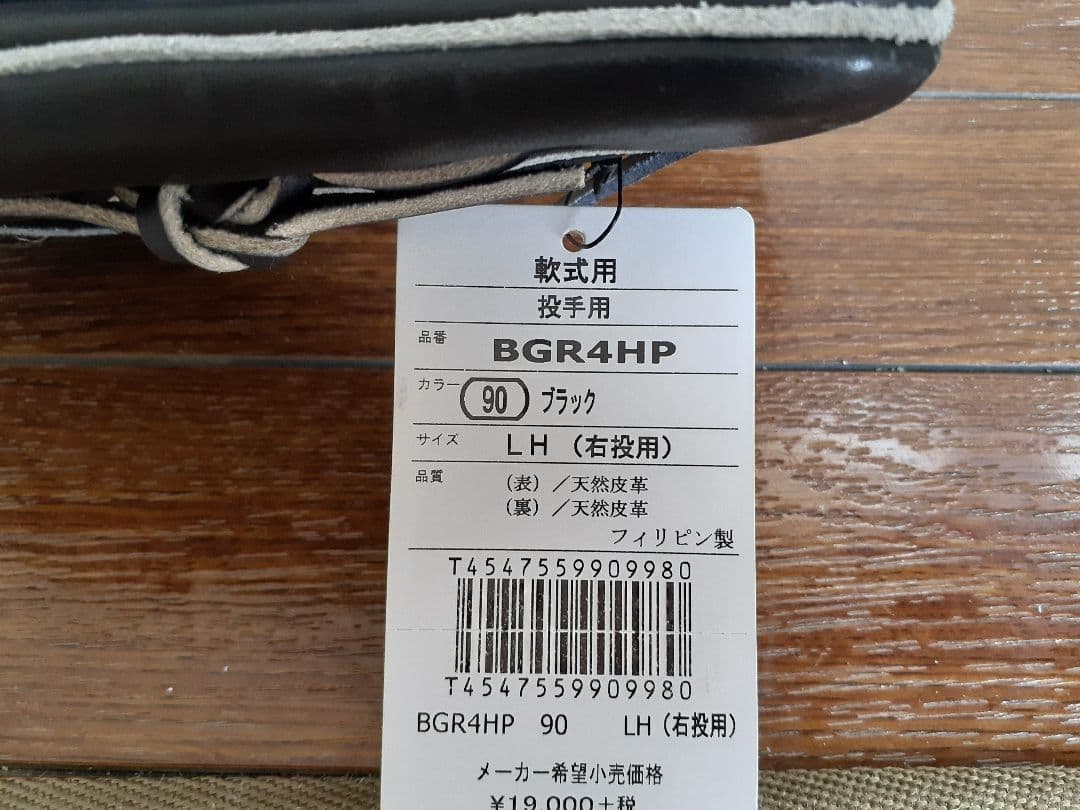 軟式用
投手用
品番 BGR4HP
カラー 90 ブラック
サイズ LH（右投用）
品質 （表）／天然皮革
（裏）／天然皮革
フィリピン製
T4547559909980
T4547559909980
BGR4HP 90 LH（右投用）
メーカー希望小売価格
¥19,000＋税